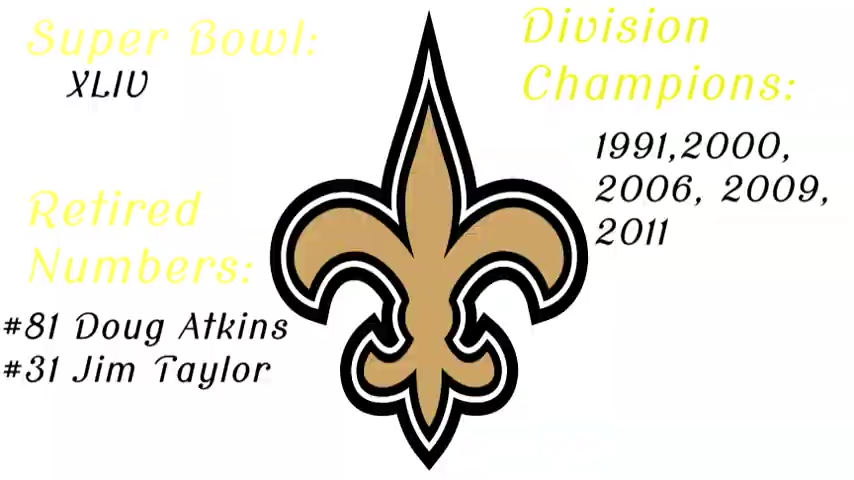 Super Bowl:
XLIV
Retired
Numbers:
#81 Doug Atkins
#31 Jim Taylor
Division
Champions:
1991,2000,
2006, 2009,
2011